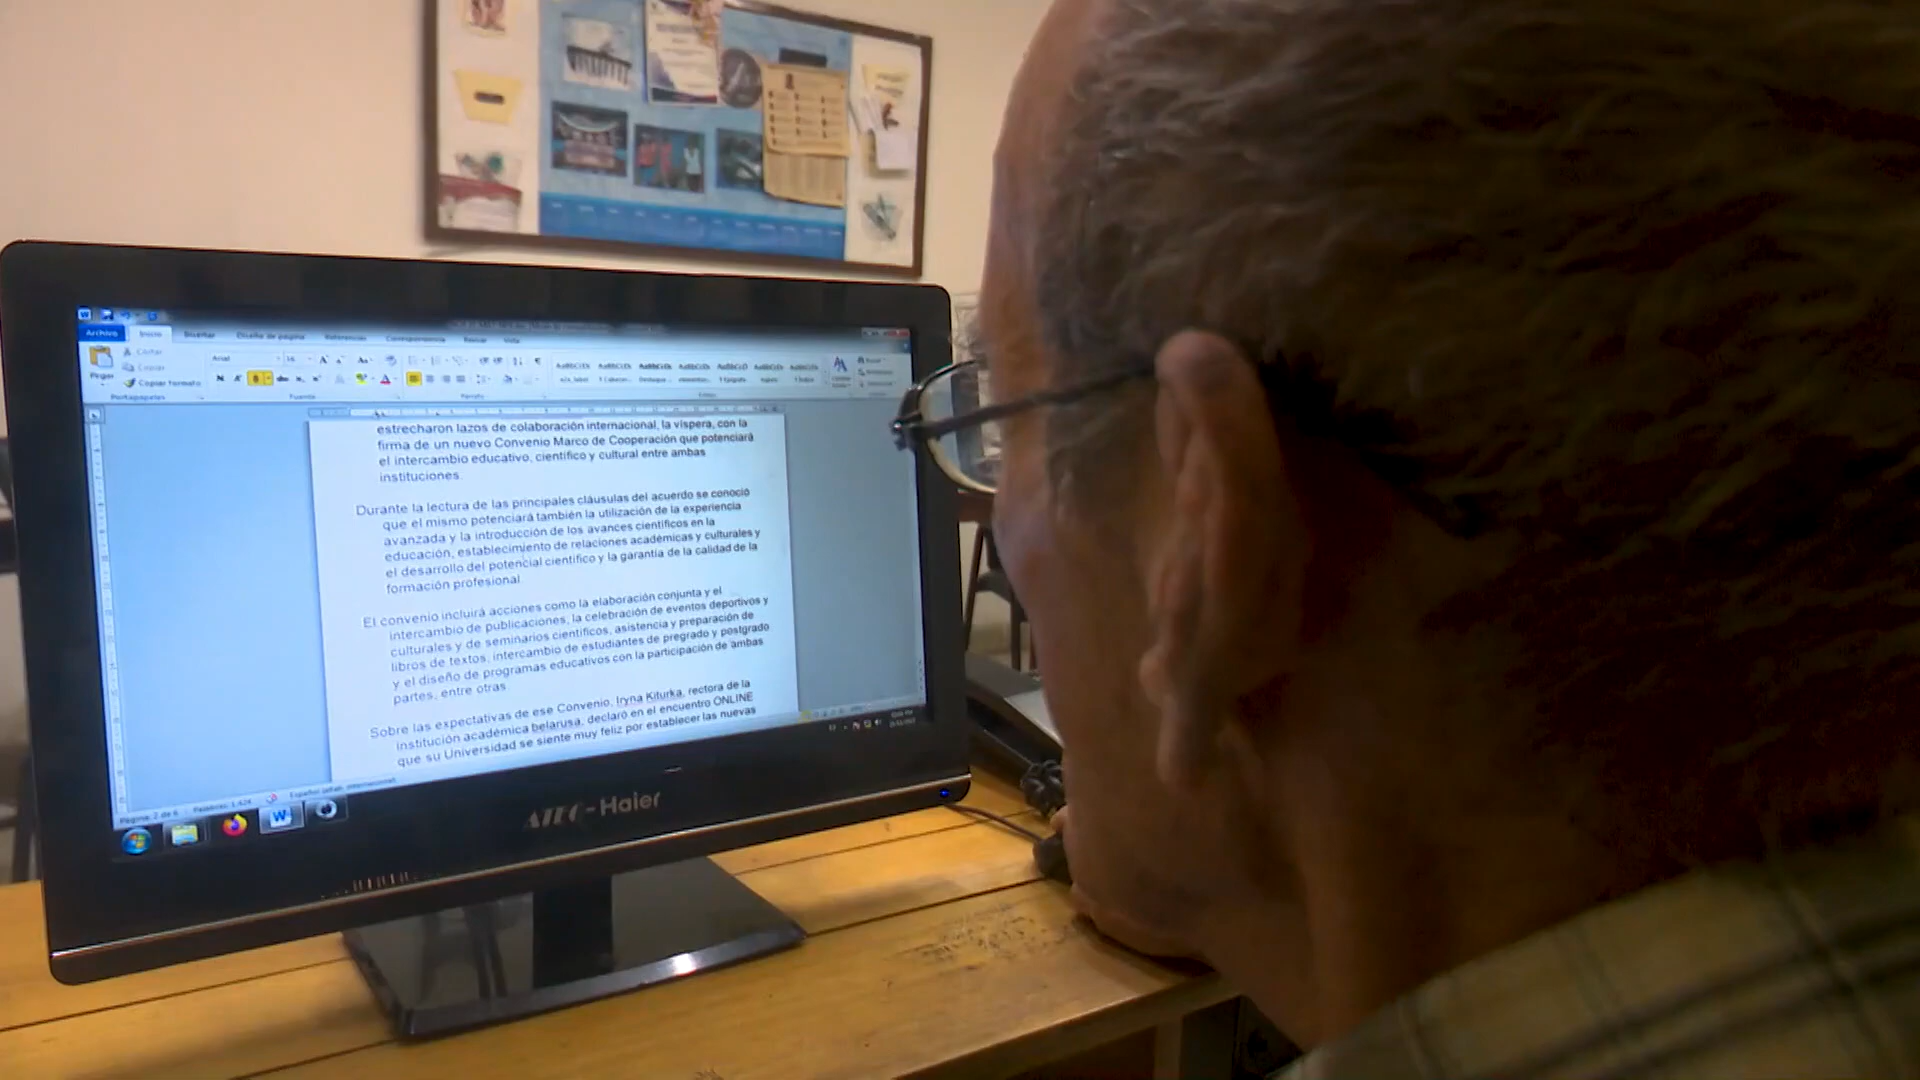 Archivo
Inicio
Insertar
Diseño de página
Referencias
Correspondencia
Revisar
Vista
Cortar
Copiar
Copiar formato
Pegar
Portapapeles
Arial
16
Fuente
Párrafo
estrecharon lazos de colaboración internacional, la víspera, con la
firma de un nuevo Convenio Marco de Cooperación que potenciará
el intercambio educativo, científico y cultural entre ambas
instituciones
Durante la lectura de las principales cláusulas del acuerdo se conoció
que el mismo potenciará también la utilización de la experiencia
avanzada y la introducción de los avances científicos en la
educación, establecimiento de relaciones académicas y culturales y
el desarrollo del potencial científico y la garantía de la calidad de la
formación profesional
El convenio incluirá acciones como la elaboración conjunta y el
intercambio de publicaciones, la celebración de eventos deportivos y
culturales y de seminarios científicos, asistencia y preparación de
libros de textos, intercambio de estudiantes de pregrado y postgrado
y el diseño de programas educativos con la participación de ambas
partes, entre otras
Sobre las expectativas de ese Convenio, Iryna Kiturka, rectora de la
institución académica belarusa, declaró en el encuentro ONLINE
que su Universidad se siente muy feliz por establecer las nuevas
Página: 2 de 6
Palabras: 1.424
ATEC-Haier